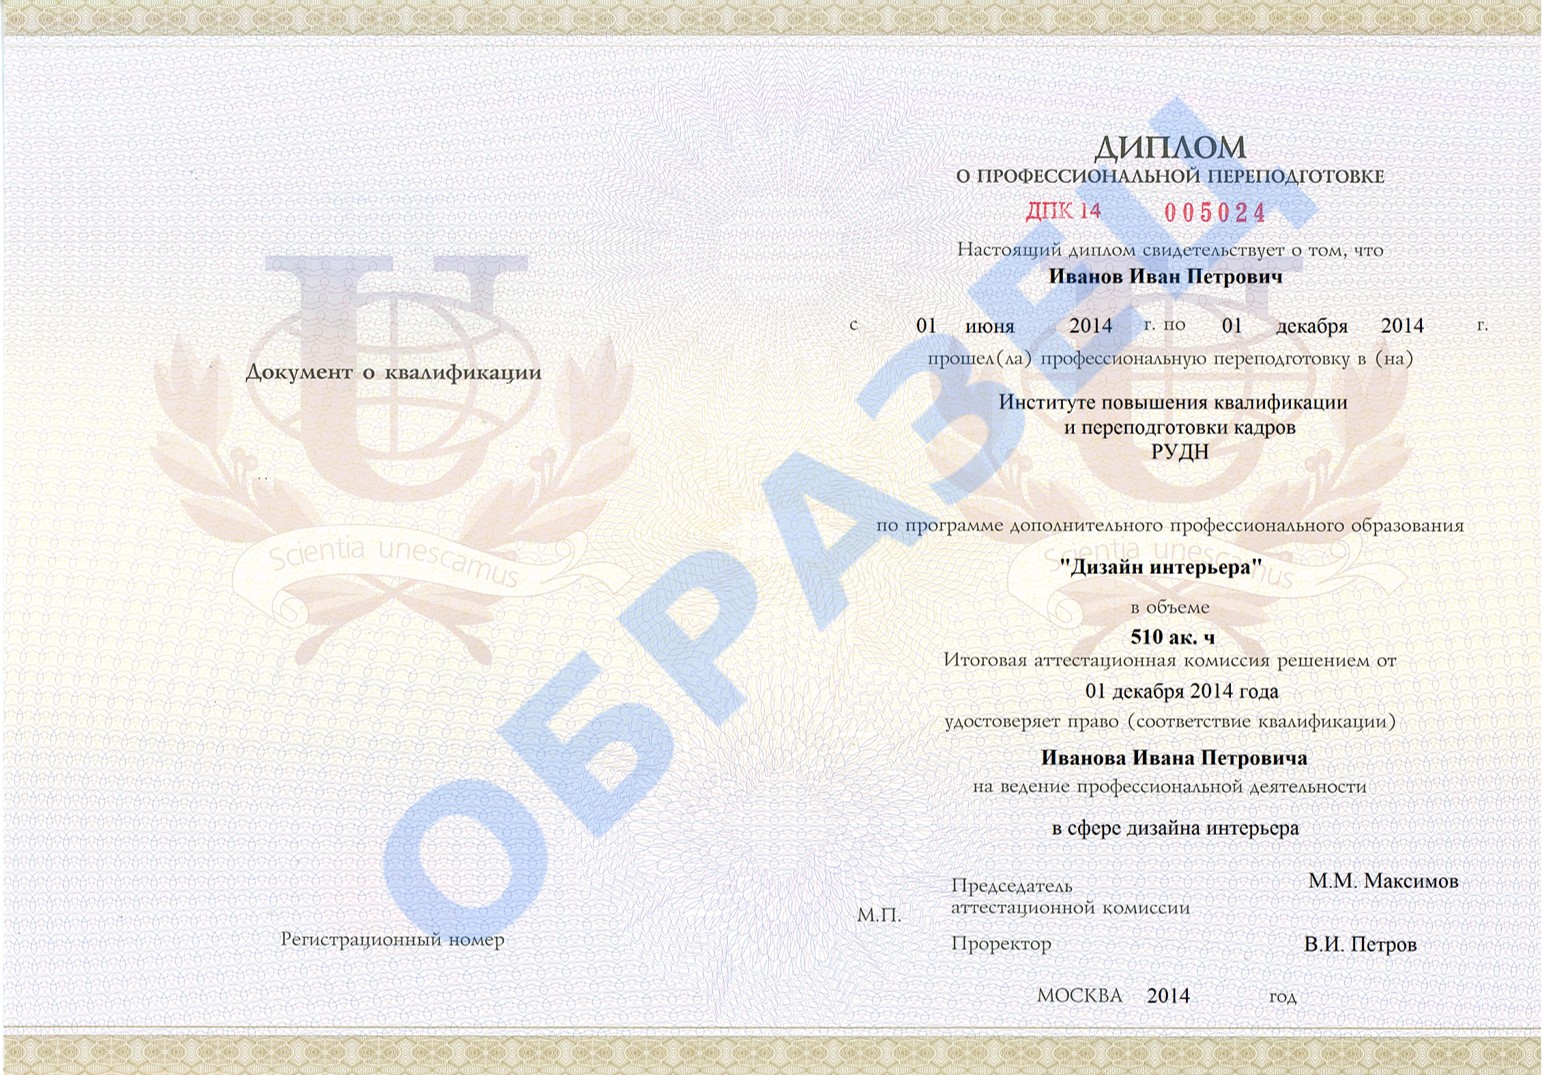 Scientia unescamus
Документ о квалификации
Регистрационный номер
ОБРАЗЕЦ
ДИПЛОМ
О ПРОФЕССИОНАЛЬНОЙ ПЕРЕПОДГОТОВКЕ
ДПК 14 005024
Настоящий диплом свидетельствует о том, что
Иванов Иван Петрович
с 01 июня 2014 г. по 01 декабря 2014 г.
прошел(ла) профессиональную переподготовку в (на)
Институте повышения квалификации
и переподготовки кадров
РУДН
по программе дополнительного профессионального образования
Scientia unescamus
"Дизайн интерьера"
в объеме
510 ак. ч
Итоговая аттестационная комиссия решением от
01 декабря 2014 года
удостоверяет право (соответствие квалификации)
Иванова Ивана Петровича
на ведение профессиональной деятельности
в сфере дизайна интерьера
Председатель
аттестационной комиссии М.М. Максимов
М.П.
Проректор В.И. Петров
МОСКВА 2014 год